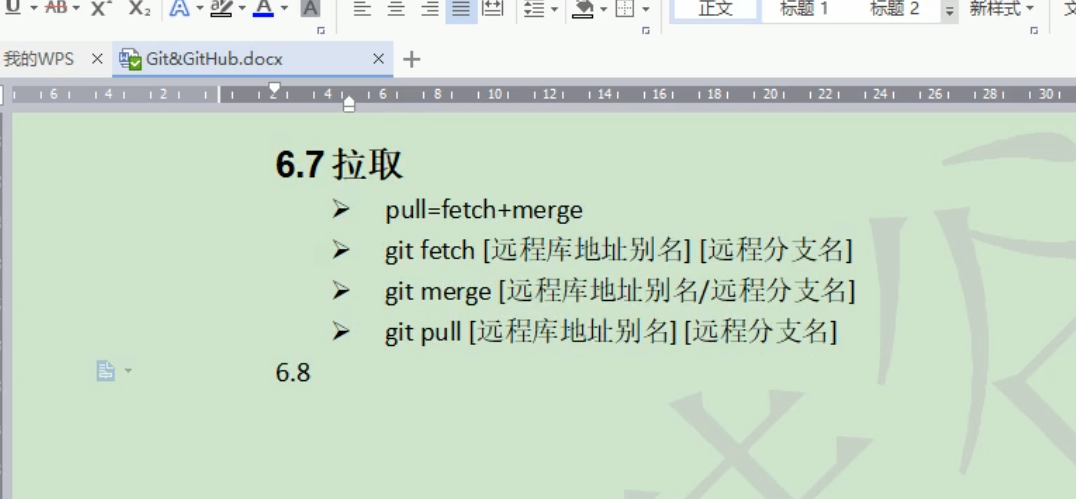 U AB X² X₂ A A A
正文 标题 1 标题 2 新样式
我的WPS Git&GitHub.docx
6 4 2 2 4 6 8 10 12 14 16 18 20 22 24 26 28 30
6.7 拉取
➢ pull=fetch+merge
➢ git fetch [远程库地址别名] [远程分支名]
➢ git merge [远程库地址别名/远程分支名]
➢ git pull [远程库地址别名] [远程分支名]
6.8